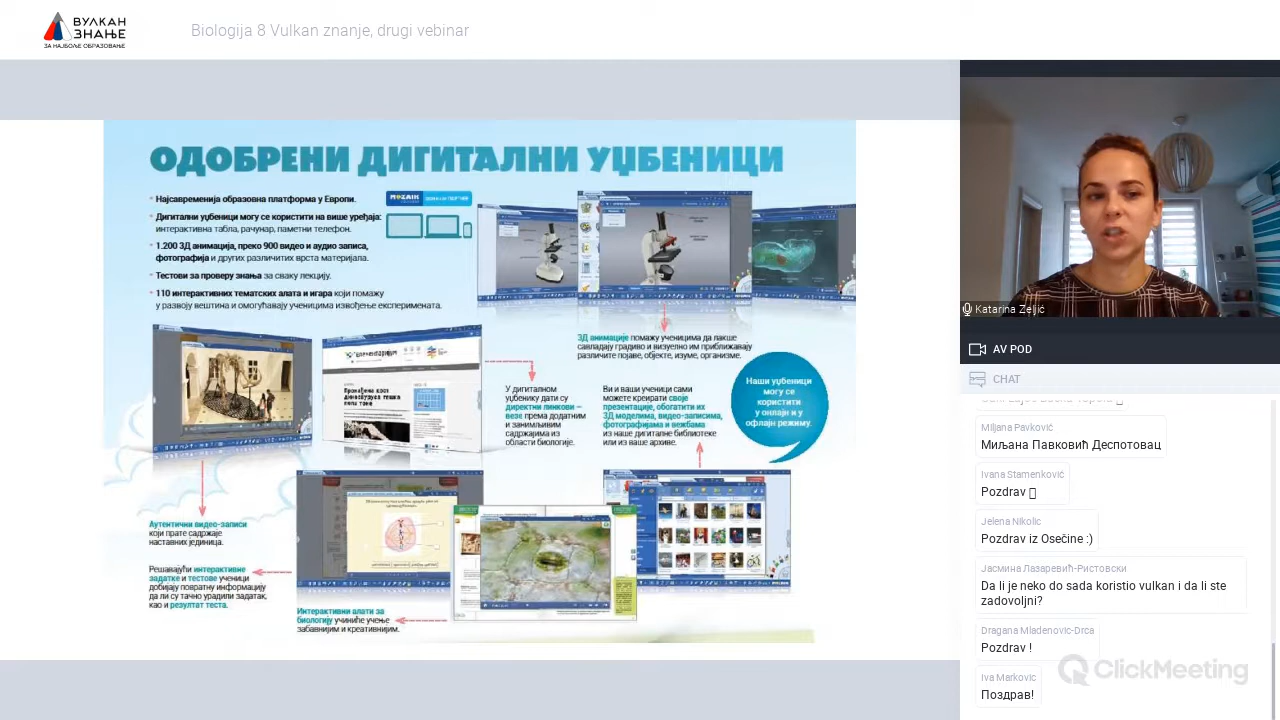 ВУЛКАН
ЗНАЊЕ
ЗА НАЈБОЉЕ ОБРАЗОВАЊЕ
Biologija 8 Vulkan znanje, drugi vebinar
ОДОБРЕНИ ДИГИТАЛНИ УЏБЕНИЦИ
Најсавременија образовна платформа у Европи.
Дигитални уџбеници могу се користити на више уређаја:
интерактивна табла, рачунар, паметни телефон.
1.200 3Д анимација, преко 900 видео и аудио записа,
фотографија и других различитих врста материјала.
Тестови за проверу знања за сваку лекцију.
110 интерактивних тематских алата и игара који помажу
у развоју вештина и омогућавају ученицима извођење експеримената.
MOZAIK
3Д анимације помажу ученицима да лакше
савладају градиво и визуелно им приближавају
различите појаве, објекте, изуме, организме.
ЕЛЕМЕНТАРИЈУМ
У дигиталном
уџбенику дати су
директни линкови –
везе према додатним
и занимљивим
садржајима из
области биологије.
Ви и ваши ученици сами
можете креирати своје
презентације, обогатити их
3Д моделима, видео-записима,
фотографијама и вежбама
из наше дигиталне библиотеке
или из ваше архиве.
Наши уџбеници
могу се
користити
у онлајн и у
офлајн режиму.
Аутентични видео-записи
који прате садржаје
наставних јединица.
Решавајући интерактивне
задатке и тестове ученици
добијају повратну информацију
да ли су тачно урадили задатак,
као и резултат теста.
Интерактивни алати за
биологију учиниће учење
забавнијим и креативнијим.
Katarina Zeljić
AV POD
CHAT
Miljana Pavković
Миљана Павковић Деспотовац
Ivana Stamenković
Pozdrav
Jelena Nikolic
Pozdrav iz Osečine :)
Јасмина Лазаревић-Ристовски
Da li je neko do sada koristio vulkan i da li ste
zadovoljni?
Dragana Mladenovic-Drca
Pozdrav !
Iva Markovic
Поздрав!
ClickMeeting